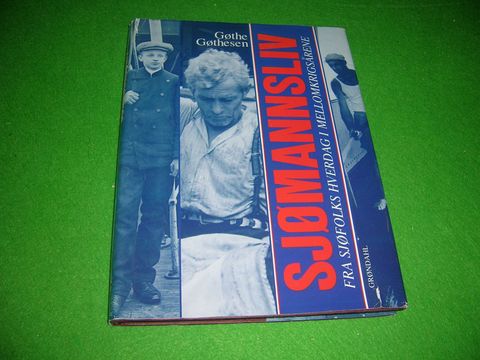 Gøthe
Gøthesen
SJØMANNSLIV
FRA SJØFOLKS HVERDAG I MELLOMKRIGSÅRENE
GRØNDAHL